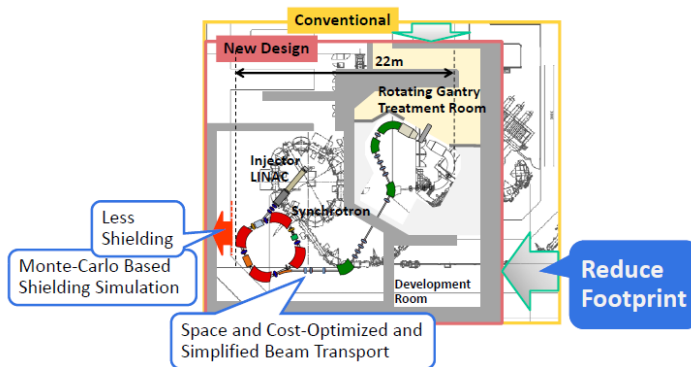 Conventional
New Design
22m
Rotating Gantry
Treatment Room
Injector
LINAC
Synchrotron
Less
Shielding
Monte-Carlo Based
Shielding Simulation
Development
Room
Reduce
Footprint
Space and Cost-Optimized and
Simplified Beam Transport